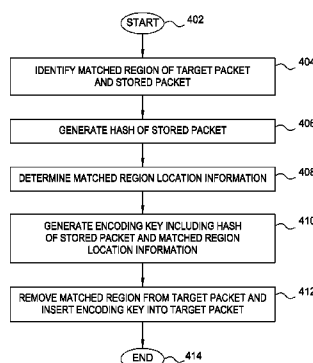 START
402
IDENTIFY MATCHED REGION OF TARGET PACKET
AND STORED PACKET
404
GENERATE HASH OF STORED PACKET
406
DETERMINE MATCHED REGION LOCATION INFORMATION
408
GENERATE ENCODING KEY INCLUDING HASH
OF STORED PACKET AND MATCHED REGION
LOCATION INFORMATION
410
REMOVE MATCHED REGION FROM TARGET PACKET AND
INSERT ENCODING KEY INTO TARGET PACKET
412
END
414